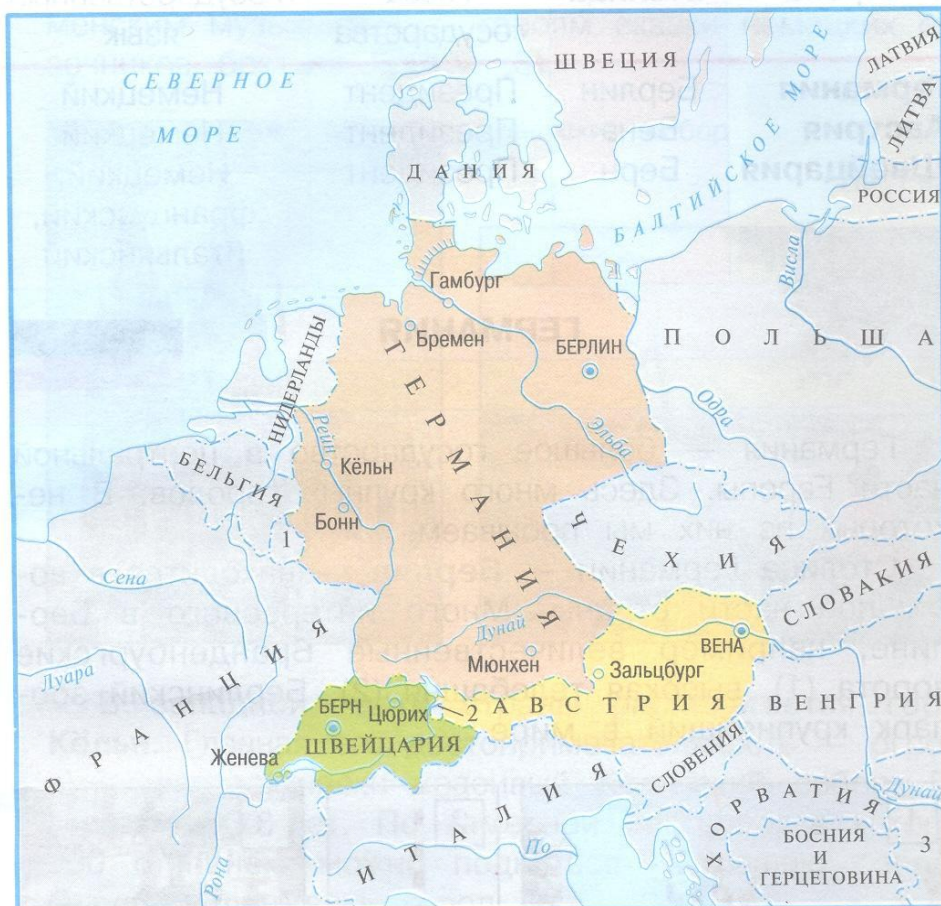 СЕВЕРНОЕ
МОРЕ
ШВЕЦИЯ
БАЛТИЙСКОЕ МОРЕ
ЛАТВИЯ
ЛИТВА
РОССИЯ
ДАНИЯ
Висла
Гамбург
Бремен
БЕРЛИН
ПОЛЬША
НИДЕРЛАНДЫ
ГЕРМАНИЯ
Одра
Эльба
Рейн
Кёльн
БЕЛЬГИЯ
Бонн
1
ЧЕХИЯ
Сена
СЛОВАКИЯ
Дунай
ВЕНА
Мюнхен
Зальцбург
Луара
ФРАНЦИЯ
БЕРН
Цюрих
2
АВСТРИЯ
ВЕНГРИЯ
ШВЕЙЦАРИЯ
Женева
СЛОВЕНИЯ
ИТАЛИЯ
ХОРВАТИЯ
Дунай
По
Рона
БОСНИЯ
И
ГЕРЦЕГОВИНА
3